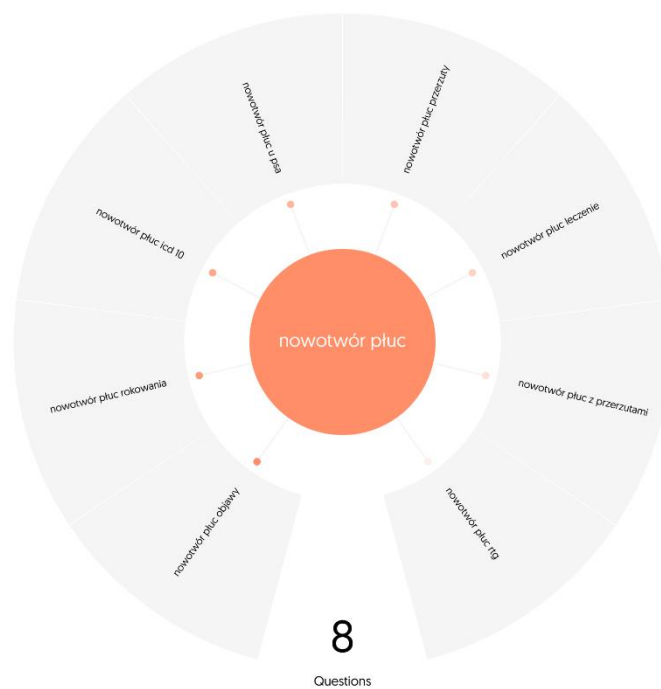 nowotwór płuc u psa
nowotwór płuc przerzuty
nowotwór płuc icd 10
nowotwór płuc leczenie
nowotwór płuc
nowotwór płuc rokowania
nowotwór płuc z przerzutami
nowotwór płuc objawy
nowotwór płuc rtg
8
Questions